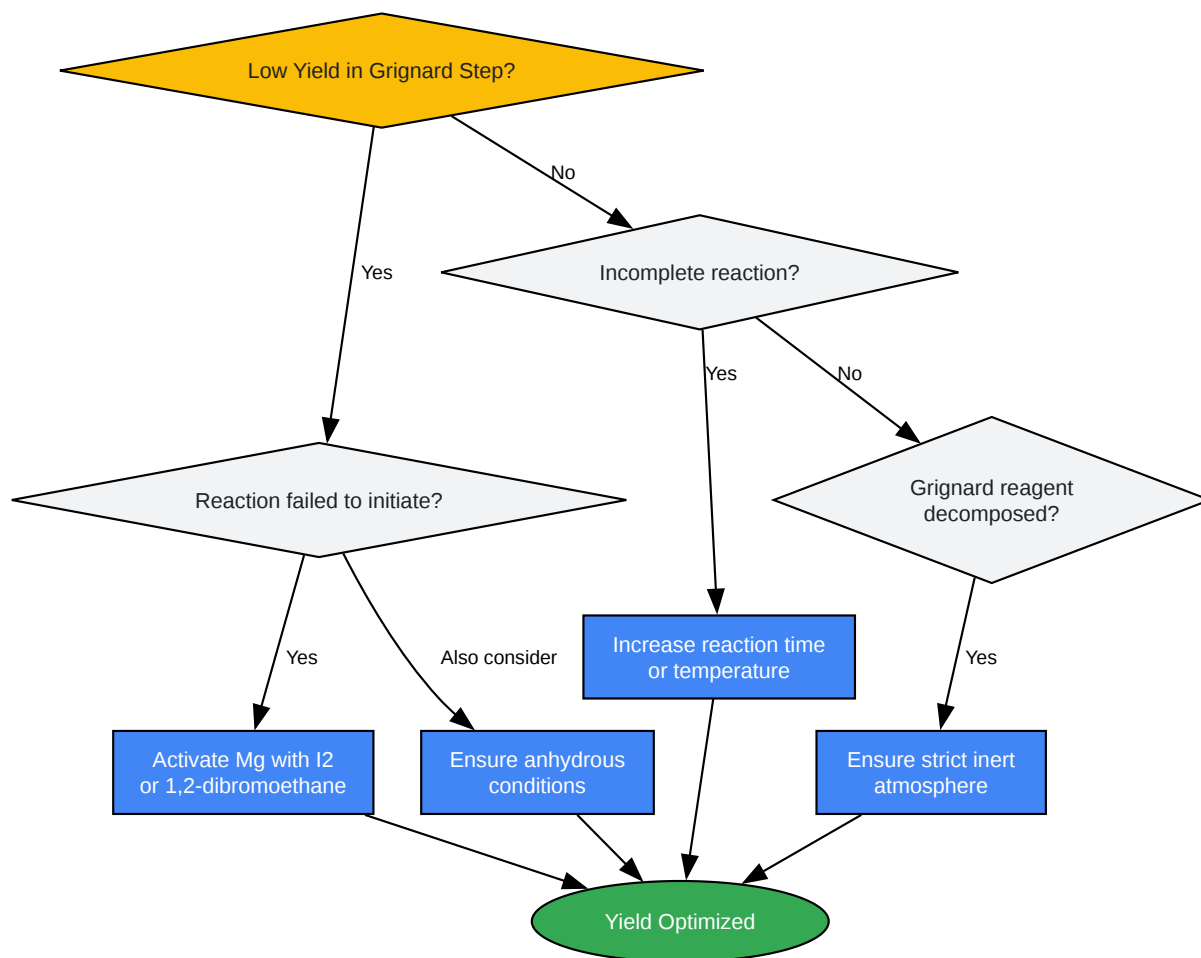 Low Yield in Grignard Step?
No
Yes
Incomplete reaction?
Yes
No
Reaction failed to initiate?
Grignard reagent
decomposed?
Yes
Also consider
Increase reaction time
or temperature
Yes
Activate Mg with I2
or 1,2-dibromoethane
Ensure anhydrous
conditions
Ensure strict inert
atmosphere
Yield Optimized